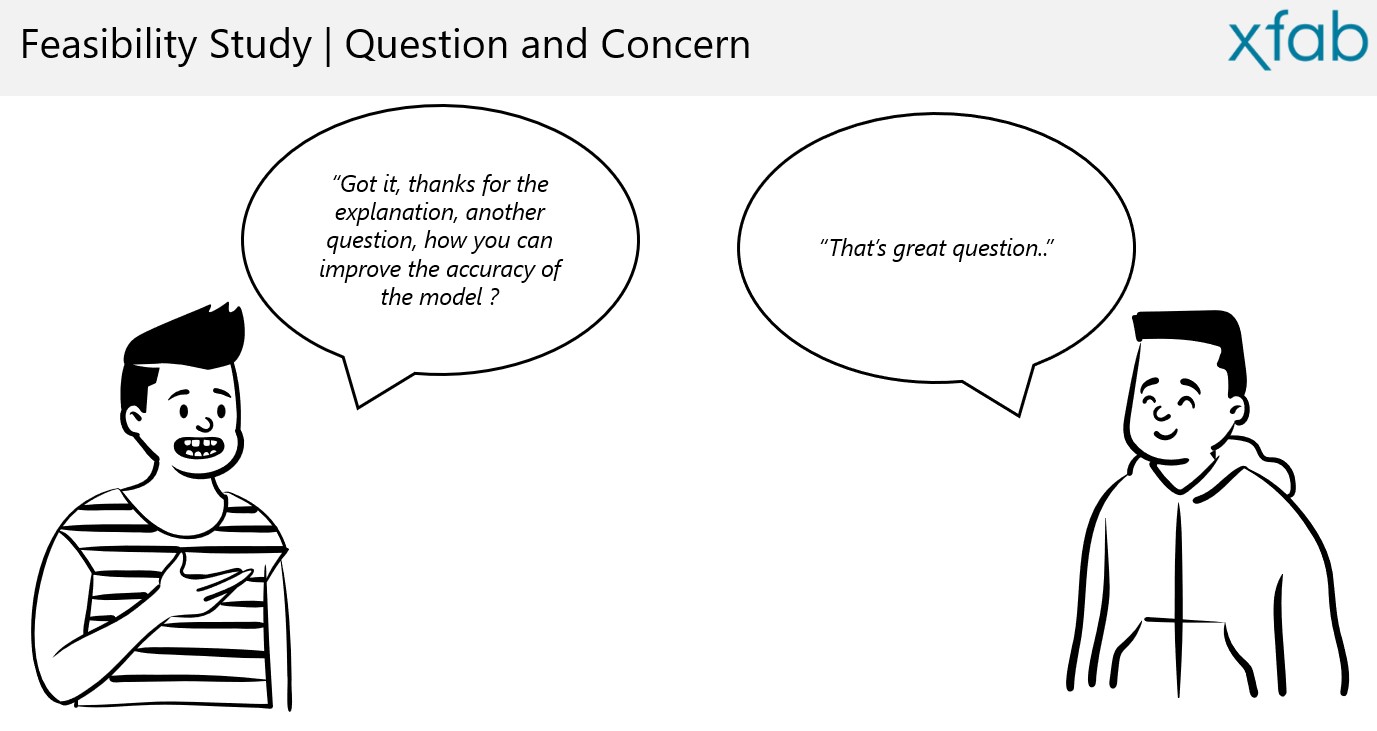 Feasibility Study | Question and Concern
xfab
“Got it, thanks for the
explanation, another
question, how you can
improve the accuracy of
the model ?
“That’s great question..”